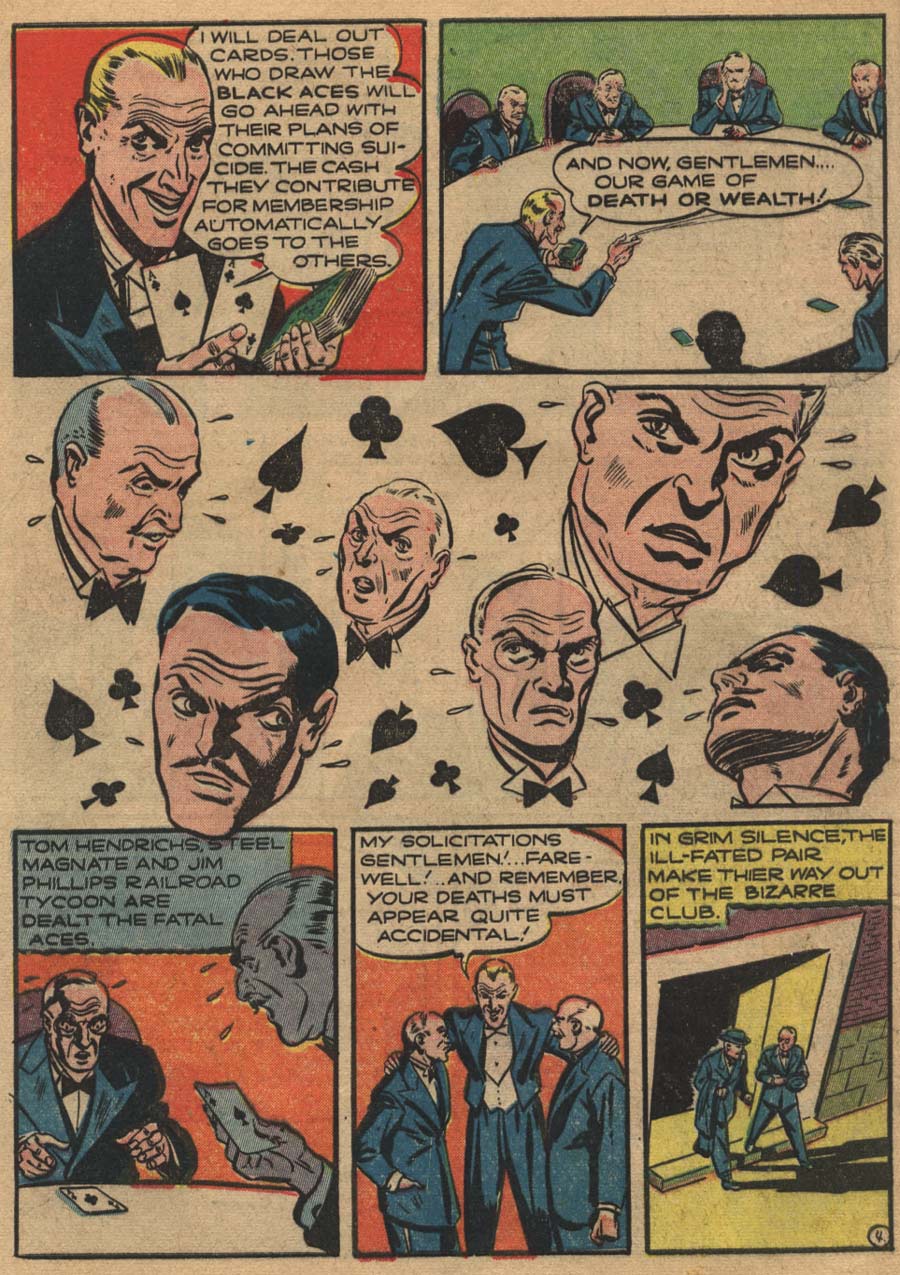 I WILL DEAL OUT
CARDS. THOSE
WHO DRAW THE
BLACK ACES WILL
GO AHEAD WITH
THEIR PLANS OF
COMMITTING SUI-
CIDE. THE CASH
THEY CONTRIBUTE
FOR MEMBERSHIP
AUTOMATICALLY
GOES TO THE
OTHERS.
AND NOW, GENTLEMEN....
OUR GAME OF
DEATH OR WEALTH!
TOM HENDRICHS, STEEL
MAGNATE AND JIM
PHILLIPS RAILROAD
TYCOON ARE
DEALT THE FATAL
ACES.
MY SOLICITATIONS
GENTLEMEN!...FARE-
WELL!..AND REMEMBER,
YOUR DEATHS MUST
APPEAR QUITE
ACCIDENTAL!
IN GRIM SILENCE, THE
ILL-FATED PAIR
MAKE THIER WAY OUT
OF THE BIZARRE
CLUB.
4